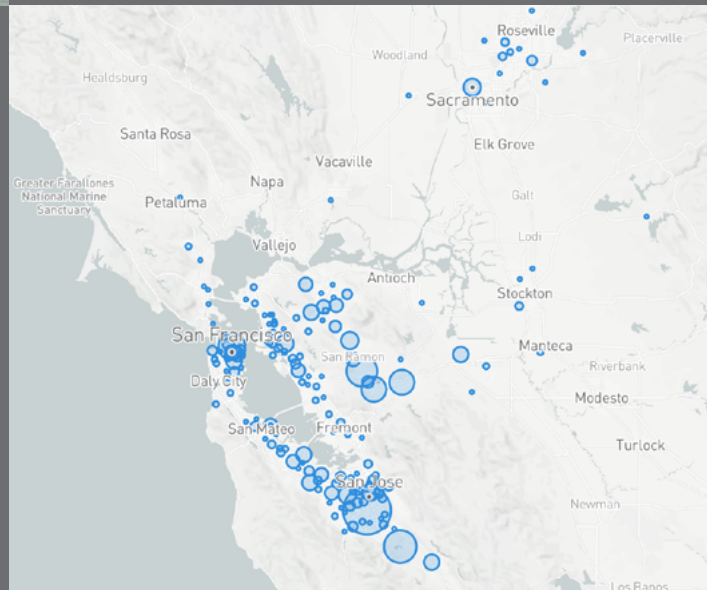 Roseville
Placerville
Woodland
Healdsburg
Sacramento
Santa Rosa
Elk Grove
Vacaville
Greater Farallones
National Marine
Sanctuary
Napa
Petaluma
Galt
Lodi
Vallejo
Antioch
Stockton
San Francisco
Manteca
San Ramon
Riverbank
Daly City
Modesto
San Mateo
Fremont
Turlock
San Jose
Newman
Los Banos